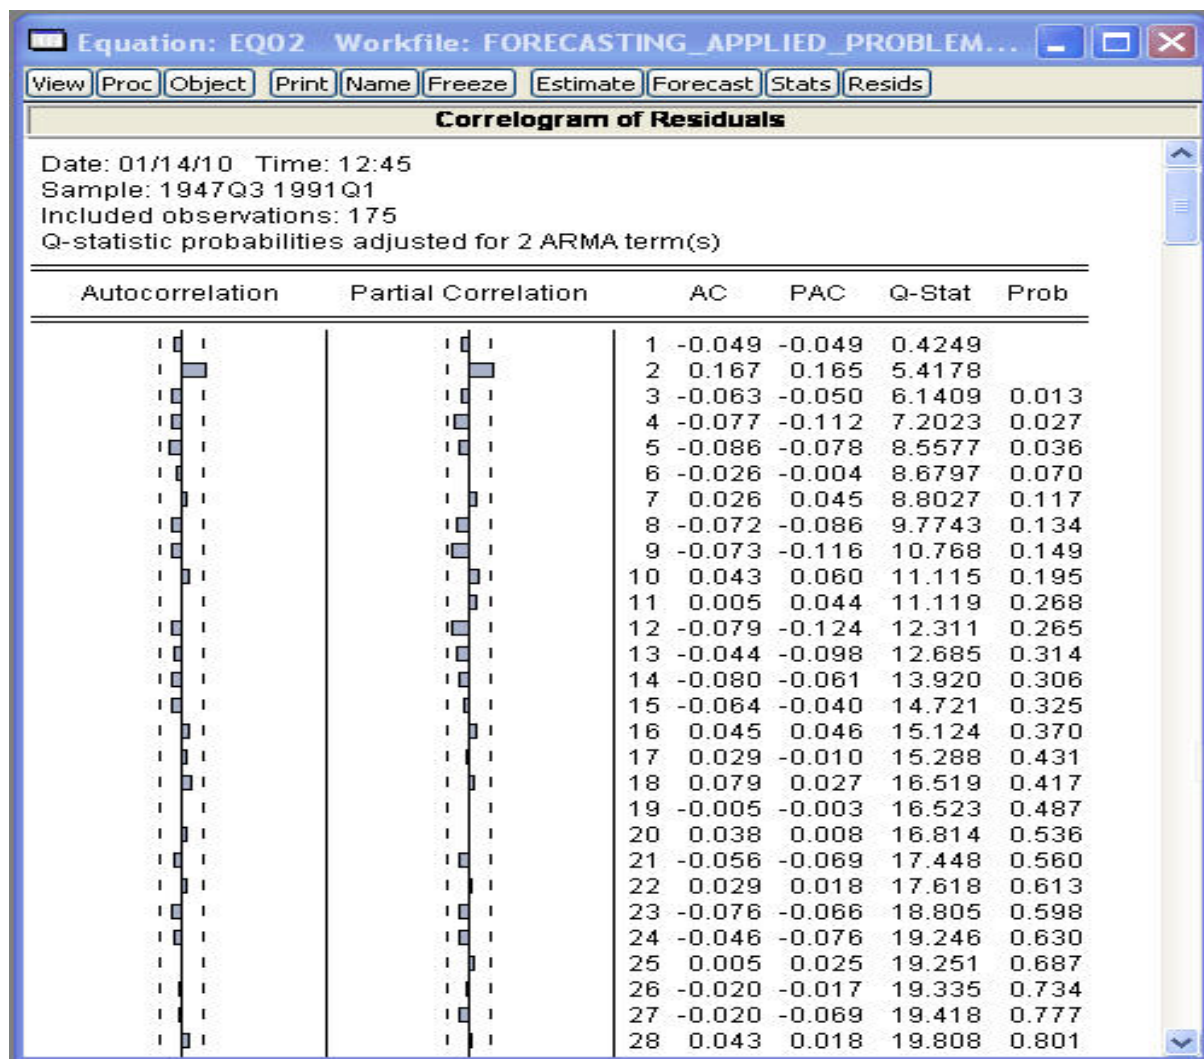 Equation: EQ02 Workfile: FORECASTING_APPLIED_PROBLEM...
View Proc Object Print Name Freeze Estimate Forecast Stats Resids
Correlogram of Residuals
Date: 01/14/10 Time: 12:45
Sample: 1947Q3 1991Q1
Included observations: 175
Q-statistic probabilities adjusted for 2 ARMA term(s)
Autocorrelation Partial Correlation AC PAC Q-Stat Prob
1 -0.049 -0.049 0.4249
2 0.167 0.165 5.4178
3 -0.063 -0.050 6.1409 0.013
4 -0.077 -0.112 7.2023 0.027
5 -0.086 -0.078 8.5577 0.036
6 -0.026 -0.004 8.6797 0.070
7 0.026 0.045 8.8027 0.117
8 -0.072 -0.086 9.7743 0.134
9 -0.073 -0.116 10.768 0.149
10 0.043 0.060 11.115 0.195
11 0.005 0.044 11.119 0.268
12 -0.079 -0.124 12.311 0.265
13 -0.044 -0.098 12.685 0.314
14 -0.080 -0.061 13.920 0.306
15 -0.064 -0.040 14.721 0.325
16 0.045 0.046 15.124 0.370
17 0.029 -0.010 15.288 0.431
18 0.079 0.027 16.519 0.417
19 -0.005 -0.003 16.523 0.487
20 0.038 0.008 16.814 0.536
21 -0.056 -0.069 17.448 0.560
22 0.029 0.018 17.618 0.613
23 -0.076 -0.066 18.805 0.598
24 -0.046 -0.076 19.246 0.630
25 0.005 0.025 19.251 0.687
26 -0.020 -0.017 19.335 0.734
27 -0.020 -0.069 19.418 0.777
28 0.043 0.018 19.808 0.801